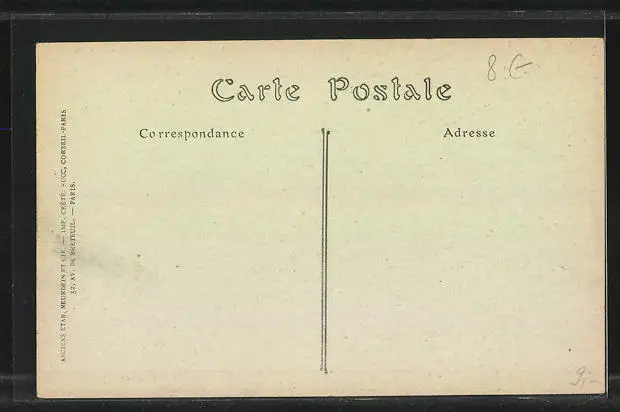 8.G
Carte Postale
Correspondance
Adresse
ANCIENS ETAB. MEURDEIN ET CIE. — IMP. CRÉTÉ SUCC, CORBEIL-PARIS
52, AV. DE BRETEUIL. — PARIS.
9,-